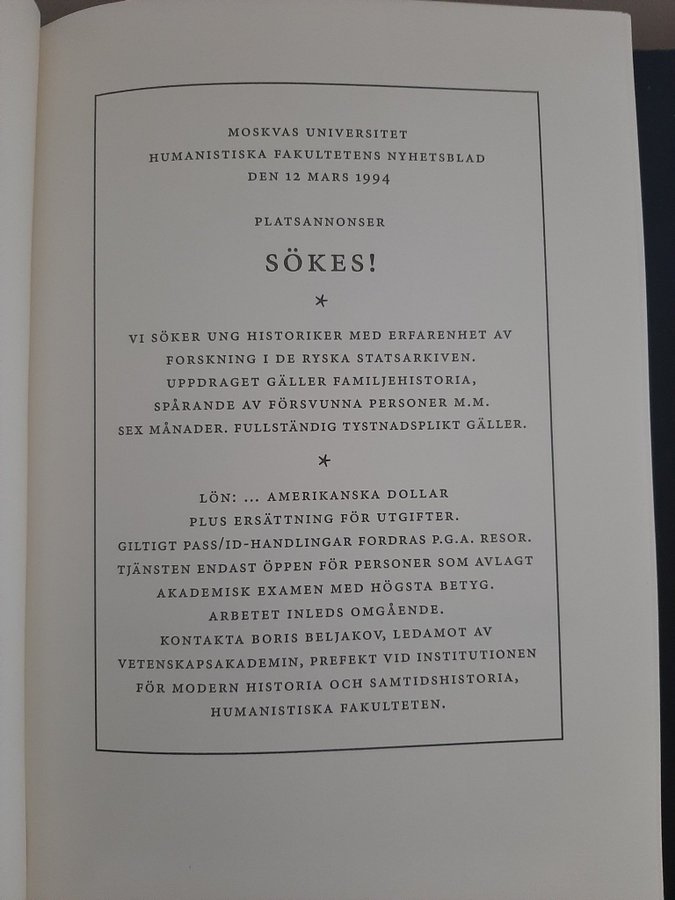 MOSKVAS UNIVERSITET
HUMANISTISKA FAKULTETENS NYHETSBLAD
DEN 12 MARS 1994
PLATSANNONSER
SÖKES!
*
VI SÖKER UNG HISTORIKER MED ERFARENHET AV
FORSKNING I DE RYSKA STATSARKIVEN.
UPPDRAGET GÄLLER FAMILJEHISTORIA,
SPÅRANDE AV FÖRSVUNNA PERSONER M.M.
SEX MÅNADER. FULLSTÄNDIG TYSTNADSPLIKT GÄLLER.
*
LÖN: ... AMERIKANSKA DOLLAR
PLUS ERSÄTTNING FÖR UTGIFTER.
GILTIGT PASS/ID-HANDLINGAR FORDRAS P.G.A. RESOR.
TJÄNSTEN ENDAST ÖPPEN FÖR PERSONER SOM AVLAGT
AKADEMISK EXAMEN MED HÖGSTA BETYG.
ARBETET INLEDS OMGÅENDE.
KONTAKTA BORIS BELJAKOV, LEDAMOT AV
VETENSKAPSAKADEMIN, PREFEKT VID INSTITUTIONEN
FÖR MODERN HISTORIA OCH SAMTIDSHISTORIA,
HUMANISTISKA FAKULTETEN.